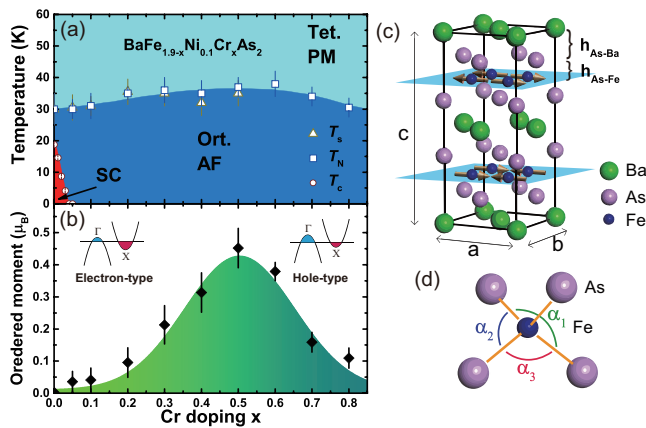 (a)
BaFe1.9-xNi0.1CrxAs2
Tet.
PM
Temperature (K)
60
50
40
30
20
10
0
Ort.
AF
SC
Ts
TN
Tc
(b)
Oredered moment (μB)
0.5
0.4
0.3
0.2
0.1
0.0
Γ
X
Electron-type
Γ
X
Hole-type
0.0 0.1 0.2 0.3 0.4 0.5 0.6 0.7 0.8
Cr doping x
(c)
hAs-Ba
hAs-Fe
c
a
b
Ba
As
Fe
(d)
As
Fe
α1
α2
α3